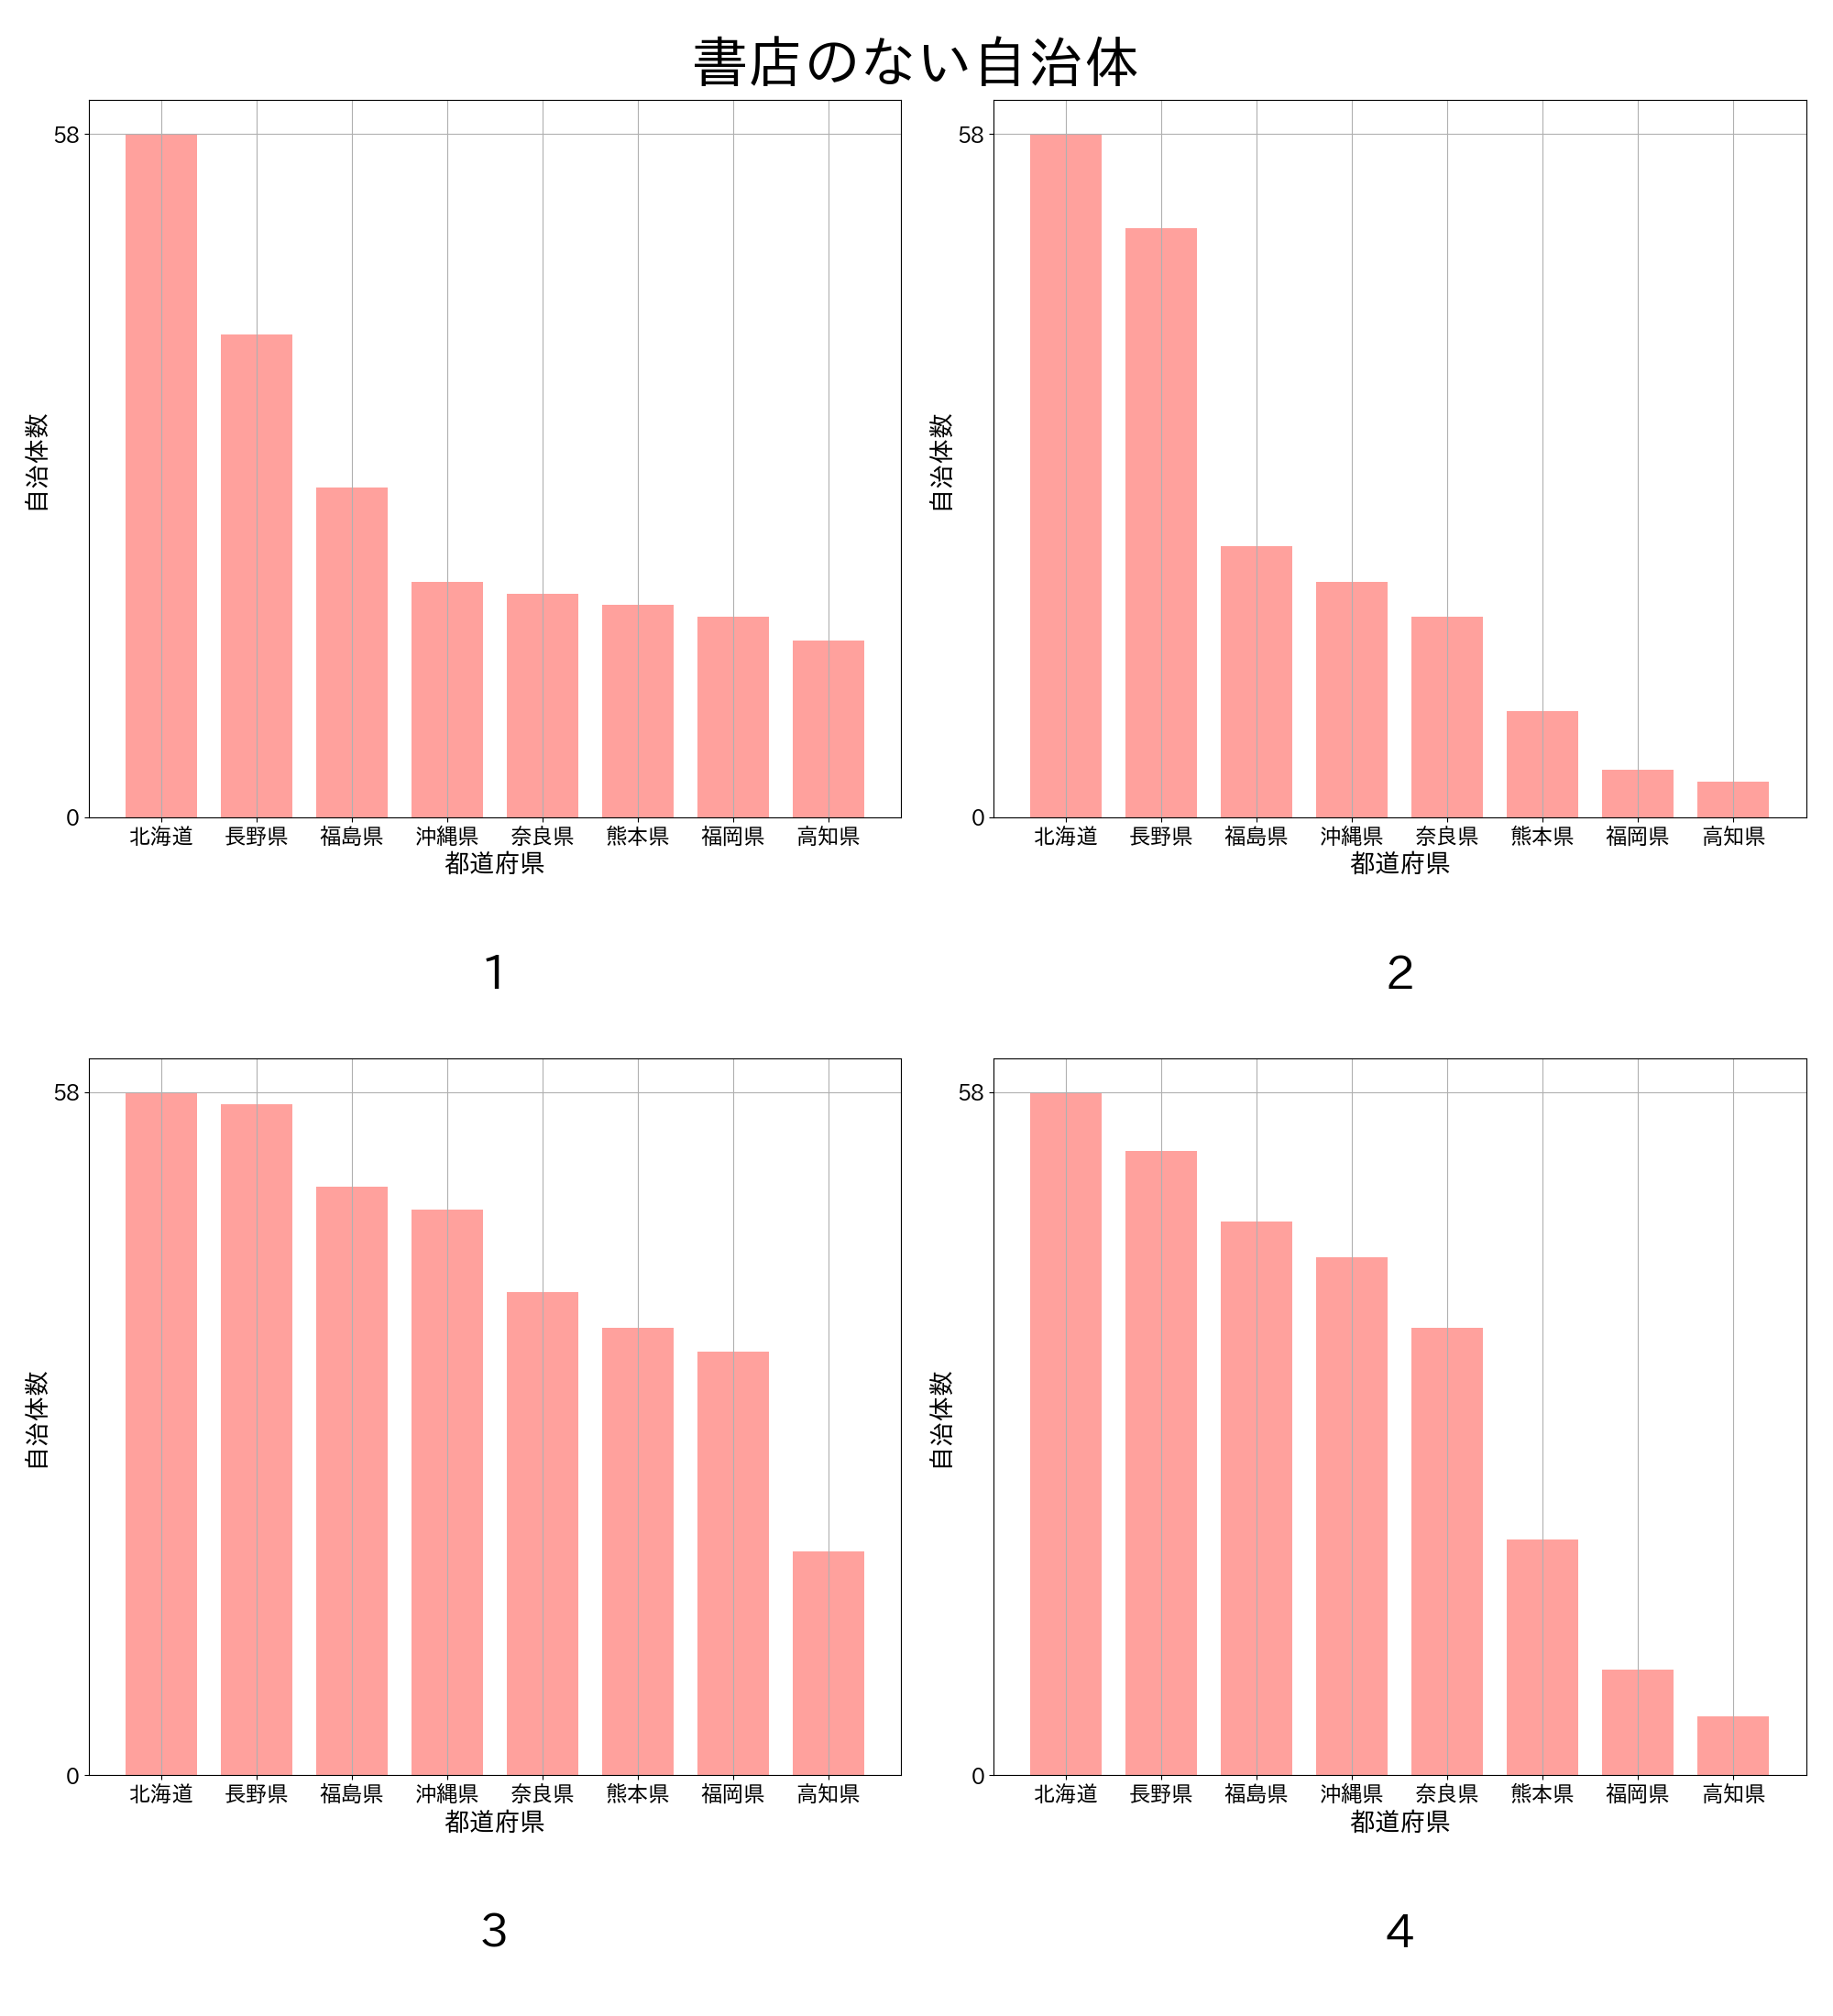 書店のない自治体
58
0
自治体数
北海道 長野県 福島県 沖縄県 奈良県 熊本県 福岡県 高知県
都道府県
1
58
0
自治体数
北海道 長野県 福島県 沖縄県 奈良県 熊本県 福岡県 高知県
都道府県
2
58
0
自治体数
北海道 長野県 福島県 沖縄県 奈良県 熊本県 福岡県 高知県
都道府県
3
58
0
自治体数
北海道 長野県 福島県 沖縄県 奈良県 熊本県 福岡県 高知県
都道府県
4